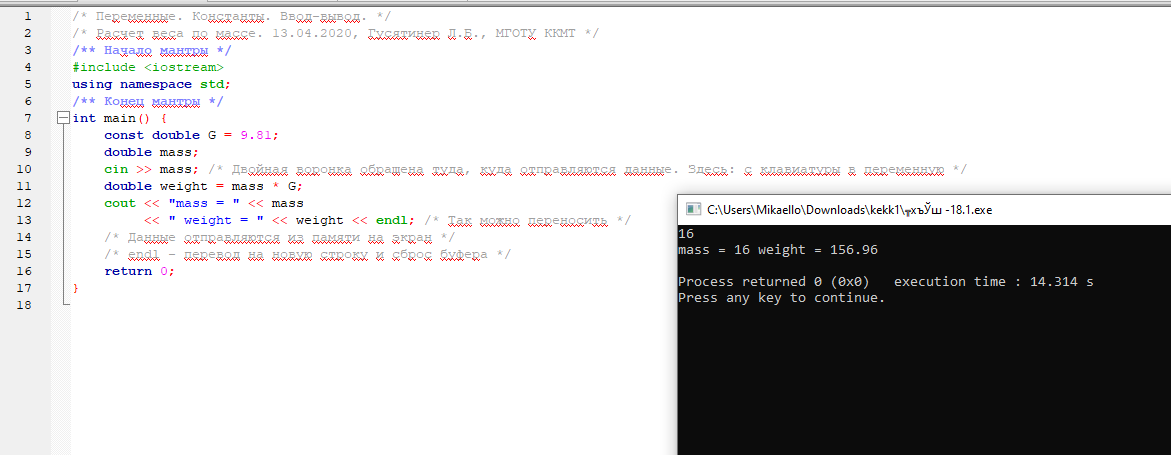 1 /* Переменные. Константы. Ввод-вывод. */
2 /* Расчет веса по массе. 13.04.2020, Гусятинер Л.Б., МГОТУ ККМТ */
3 /** Начало мантры */
4 #include <iostream>
5 using namespace std;
6 /** Конец мантры */
7 int main() {
8 const double G = 9.81;
9 double mass;
10 cin >> mass; /* Двойная воронка обращена туда, куда отправляются данные. Здесь: с клавиатуры в переменную */
11 double weight = mass * G;
12 cout << "mass = " << mass
13 << " weight = " << weight << endl; /* Так можно переносить */
14 /* Данные отправляются из памяти на экран */
15 /* endl - перевод на новую строку и сброс буфера */
16 return 0;
17 }
18
C:\Users\Mikaello\Downloads\kekk1\╦хъЎш -18.1.exe
16
mass = 16 weight = 156.96
Process returned 0 (0x0)   execution time : 14.314 s
Press any key to continue.